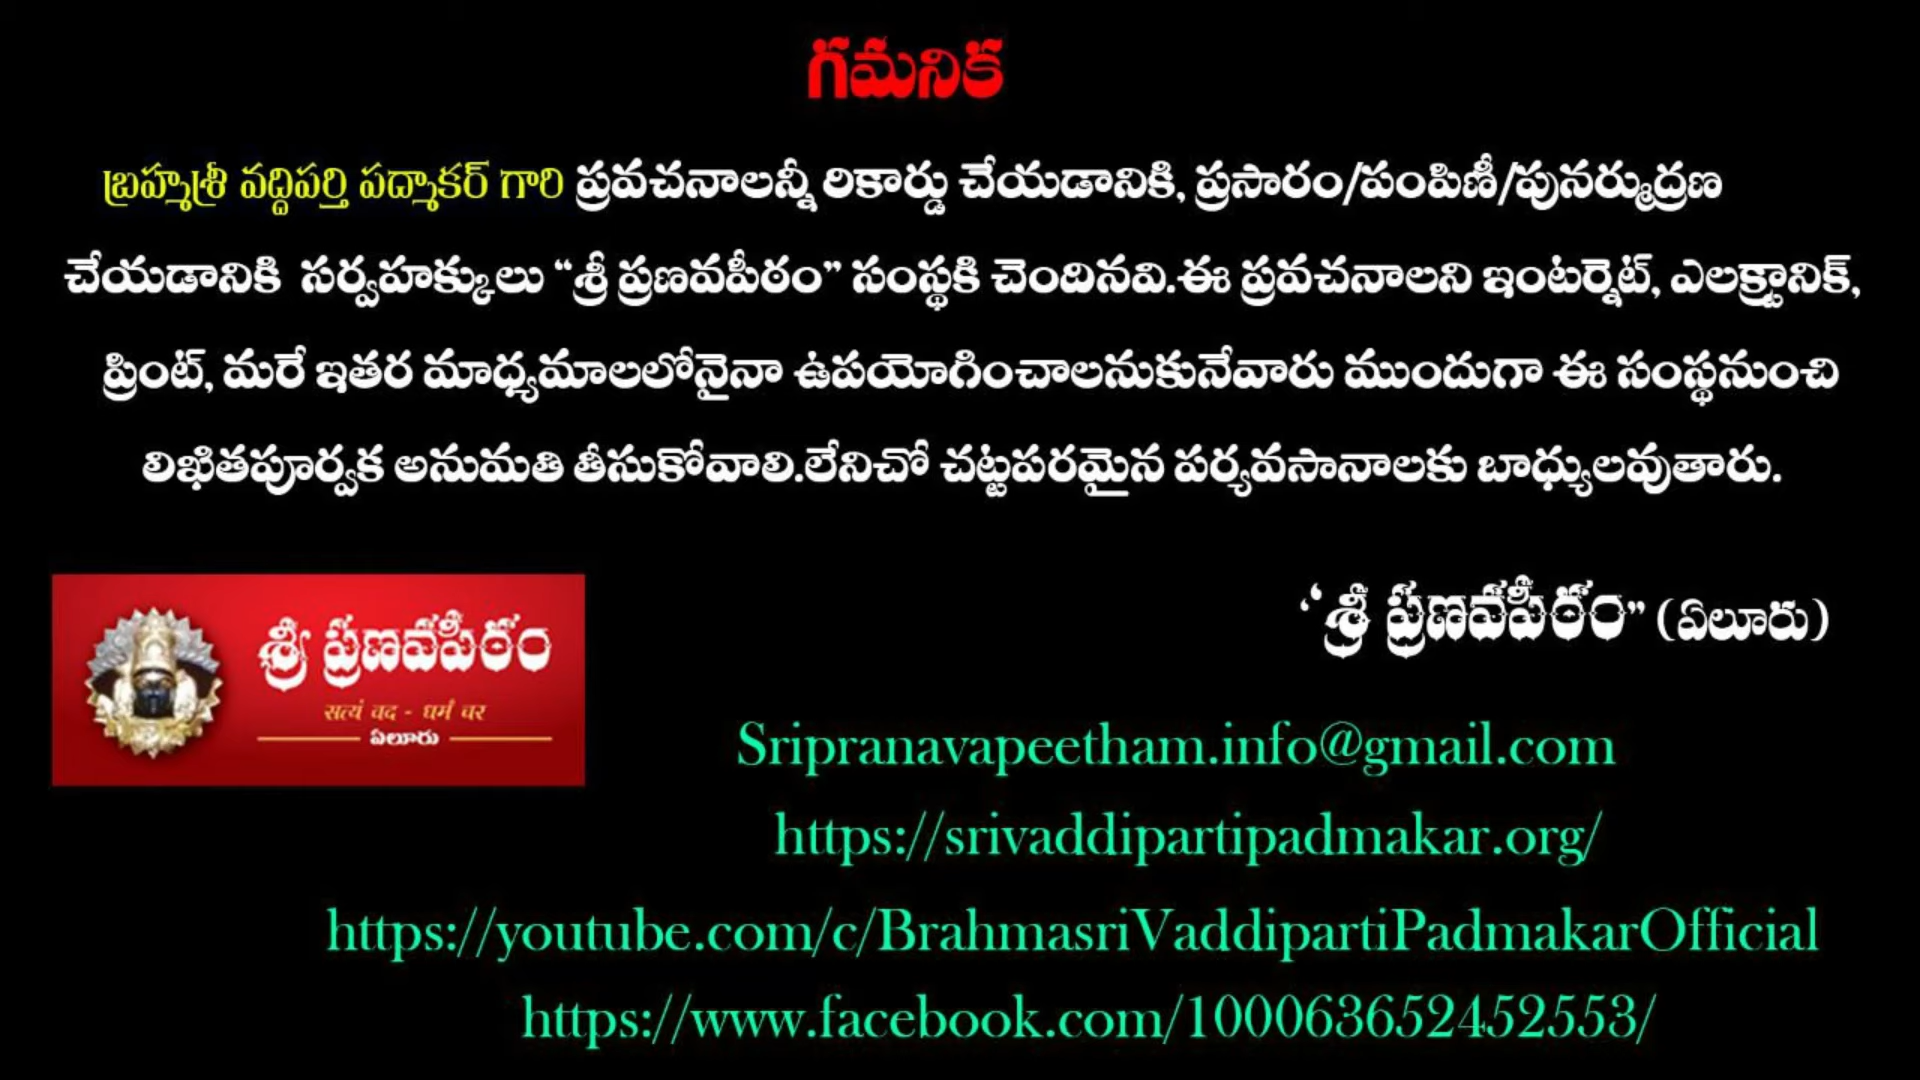 గమనిక
బ్రహ్మశ్రీ వద్దిపర్తి పద్మాకర్ గారి ప్రవచనాలన్నీ రికార్డు చేయడానికి, ప్రసారం/పంపిణీ/పునర్ముద్రణ
చేయడానికి సర్వహక్కులు “శ్రీ ప్రణవపీఠం” సంస్థకి చెందినవి.ఈ ప్రవచనాలని ఇంటర్నెట్, ఎలక్ట్రానిక్,
ప్రింట్, మరే ఇతర మాధ్యమాలలోనైనా ఉపయోగించాలనుకునేవారు ముందుగా ఈ సంస్థనుంచి
లిఖితపూర్వక అనుమతి తీసుకోవాలి.లేనిచో చట్టపరమైన పర్యవసానాలకు బాధ్యులవుతారు.
“శ్రీ ప్రణవపీఠం” (ఏలూరు)
శ్రీ ప్రణవపీఠం
सत्यं वद - धर्मं चर
ఏలూరు
Sripranavapeetham.info@gmail.com
https://srivaddipartipadmakar.org/
https://youtube.com/c/BrahmasriVaddipartiPadmakarOfficial
https://www.facebook.com/100063652452553/